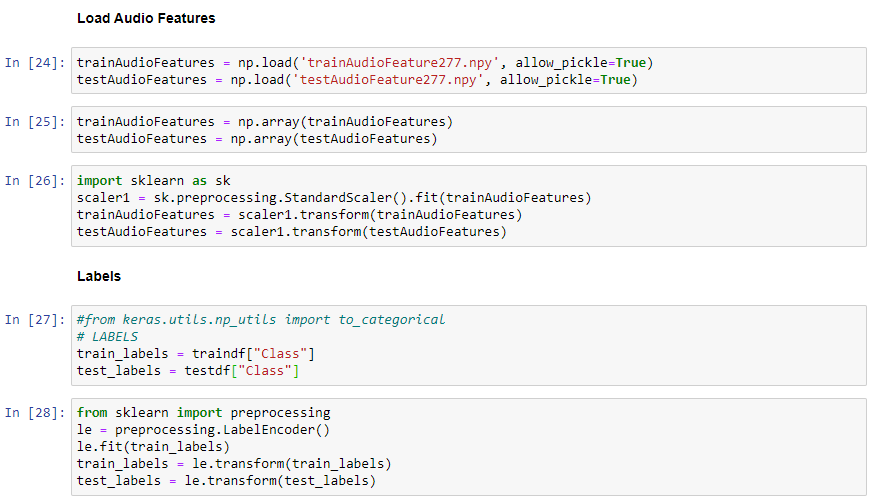 Load Audio Features
In [24]: trainAudioFeatures = np.load('trainAudioFeature277.npy', allow_pickle=True)
testAudioFeatures = np.load('testAudioFeature277.npy', allow_pickle=True)
In [25]: trainAudioFeatures = np.array(trainAudioFeatures)
testAudioFeatures = np.array(testAudioFeatures)
In [26]: import sklearn as sk
scaler1 = sk.preprocessing.StandardScaler().fit(trainAudioFeatures)
trainAudioFeatures = scaler1.transform(trainAudioFeatures)
testAudioFeatures = scaler1.transform(testAudioFeatures)
Labels
In [27]: #from keras.utils.np_utils import to_categorical
# LABELS
train_labels = traindf["Class"]
test_labels = testdf["Class"]
In [28]: from sklearn import preprocessing
le = preprocessing.LabelEncoder()
le.fit(train_labels)
train_labels = le.transform(train_labels)
test_labels = le.transform(test_labels)